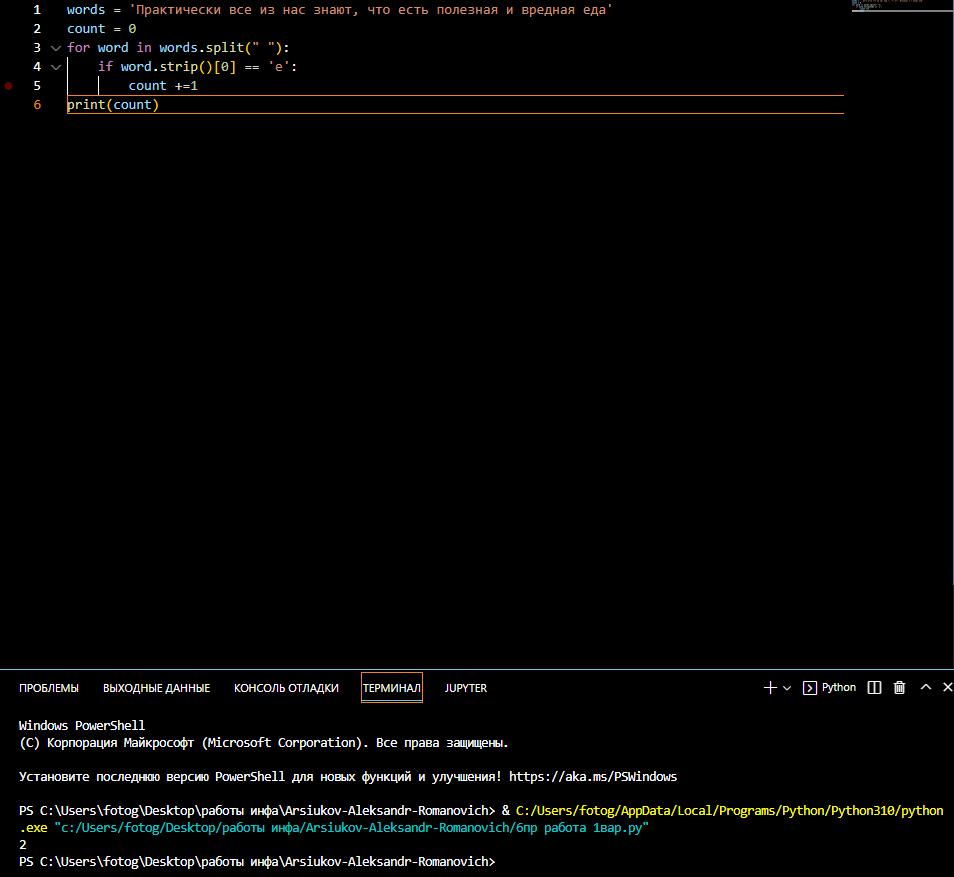 1 words = 'Практически все из нас знают, что есть полезная и вредная еда'
2 count = 0
3 for word in words.split(" "):
4 if word.strip()[0] == 'е':
5 count +=1
6 print(count)
ПРОБЛЕМЫ ВЫХОДНЫЕ ДАННЫЕ КОНСОЛЬ ОТЛАДКИ ТЕРМИНАЛ JUPYTER Python
Windows PowerShell
(C) Корпорация Майкрософт (Microsoft Corporation). Все права защищены.
Установите последнюю версию PowerShell для новых функций и улучшения! https://aka.ms/PSWindows
PS C:\Users\fotog\Desktop\работы инфа\Arsiukov-Aleksandr-Romanovich> & C:/Users/fotog/AppData/Local/Programs/Python/Python310/python
.exe "c:/Users/fotog/Desktop/работы инфа/Arsiukov-Aleksandr-Romanovich/6пр работа 1вар.py"
2
PS C:\Users\fotog\Desktop\работы инфа\Arsiukov-Aleksandr-Romanovich>